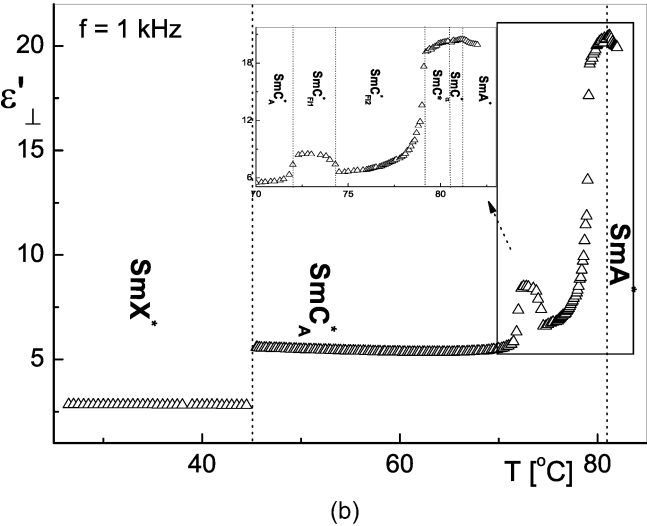 f = 1 kHz
ε'⊥
20
15
10
5
40
60
80
T [°C]
SmX*
SmC*A
SmA*
18
12
6
70
75
80
SmC*A
SmC*FI1
SmC*FI2
SmC*
SmC*α
SmA*
(b)